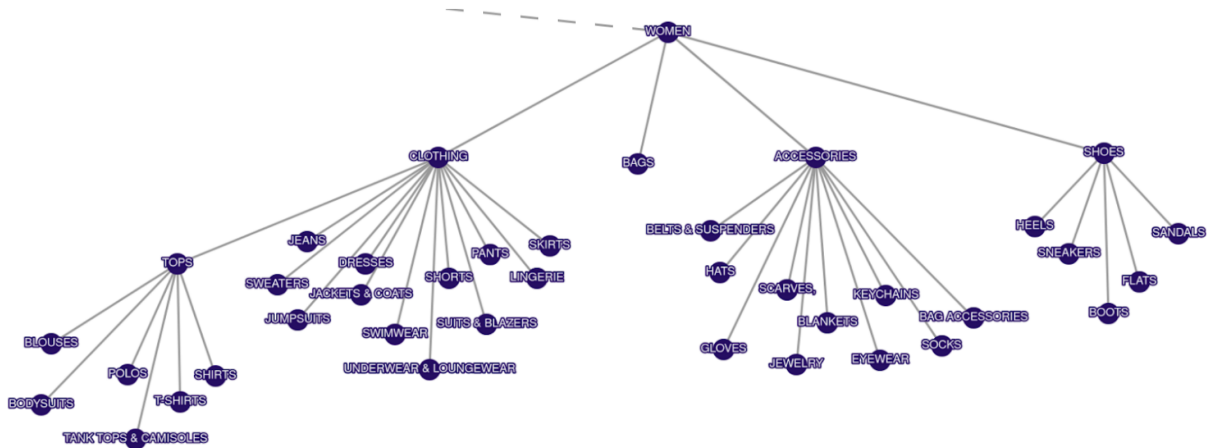 WOMEN
CLOTHING
BAGS
ACCESSORIES
SHOES
TOPS
JEANS
SWEATERS
DRESSES
JACKETS & COATS
JUMPSUITS
SWIMWEAR
UNDERWEAR & LOUNGEWEAR
SHORTS
SUITS & BLAZERS
PANTS
LINGERIE
SKIRTS
BELTS & SUSPENDERS
HATS
GLOVES
SCARVES,
JEWELRY
BLANKETS
KEYCHAINS
EYEWEAR
SOCKS
BAG ACCESSORIES
HEELS
SNEAKERS
BOOTS
FLATS
SANDALS
BLOUSES
BODYSUITS
POLOS
TANK TOPS & CAMISOLES
T-SHIRTS
SHIRTS